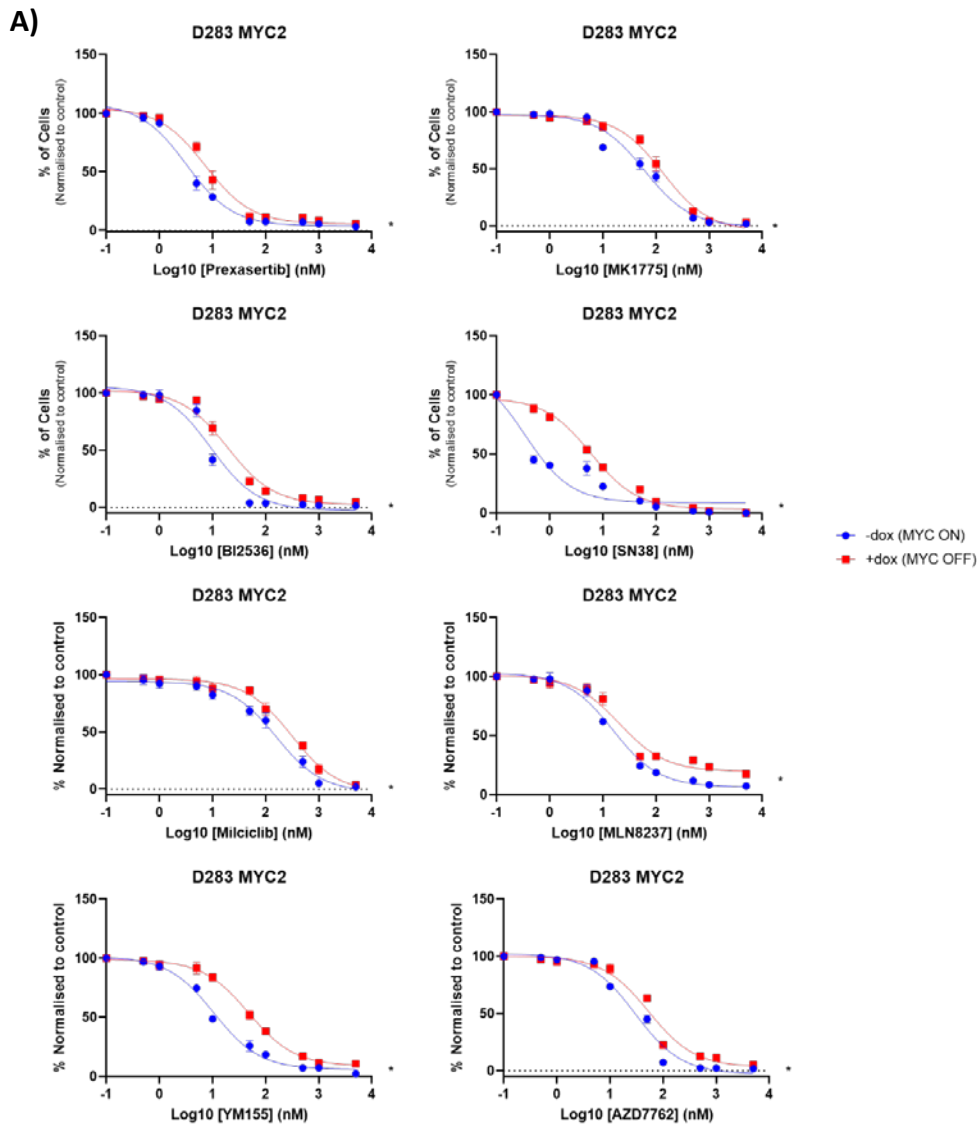 A)
D283 MYC2
150
100
50
0
% of Cells
(Normalised to control)
-1 0 1 2 3 4
Log10 [Prexasertib] (nM)
*
D283 MYC2
150
100
50
0
% of Cells
(Normalised to control)
-1 0 1 2 3 4
Log10 [MK1775] (nM)
*
D283 MYC2
150
100
50
0
% of Cells
(Normalised to control)
-1 0 1 2 3 4
Log10 [BI2536] (nM)
*
D283 MYC2
150
100
50
0
% of Cells
(Normalised to control)
-1 0 1 2 3 4
Log10 [SN38] (nM)
*
-dox (MYC ON)
+dox (MYC OFF)
D283 MYC2
150
100
50
0
% Normalised to control
-1 0 1 2 3 4
Log10 [Milciclib] (nM)
*
D283 MYC2
150
100
50
0
% Normalised to control
-1 0 1 2 3 4
Log10 [MLN8237] (nM)
*
D283 MYC2
150
100
50
0
% Normalised to control
-1 0 1 2 3 4
Log10 [YM155] (nM)
*
D283 MYC2
150
100
50
0
% Normalised to control
-1 0 1 2 3 4
Log10 [AZD7762] (nM)
*